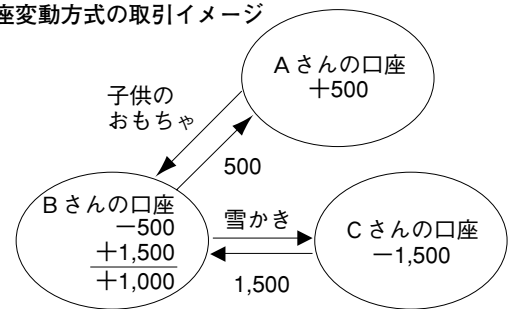 座変動方式の取引イメージ
Aさんの口座
＋500
子供の
おもちゃ
500
Bさんの口座
－500
＋1,500
＋1,000
雪かき
1,500
Cさんの口座
－1,500